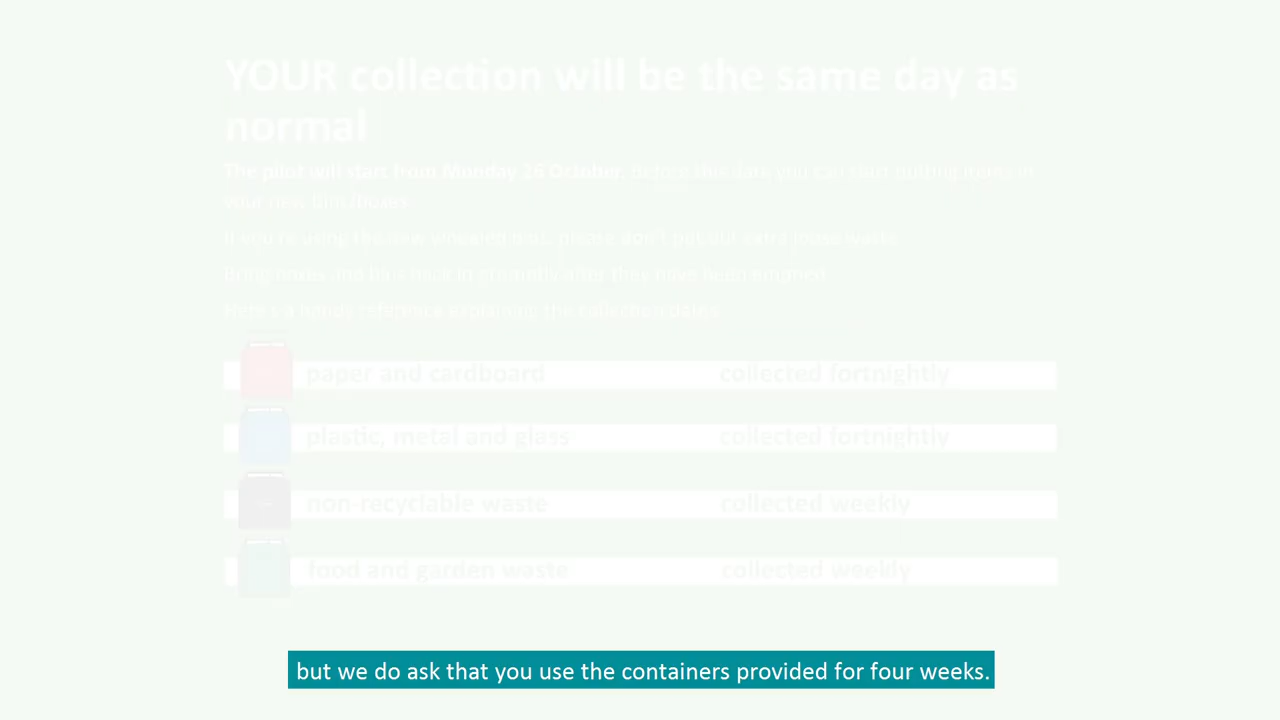 YOUR collection will be the same day as
normal
The pilot will start from Monday 26 October. Before this date you can start putting items in
your new bins/boxes.
If you're using the new wheeled bins, please don't put out extra loose waste.
Bring boxes and bins back in promptly after they have been emptied.
Here's a handy reference explaining the collection dates
paper and cardboard collected fortnightly
plastic, metal and glass collected fortnightly
non-recyclable waste collected weekly
food and garden waste collected weekly
but we do ask that you use the containers provided for four weeks.